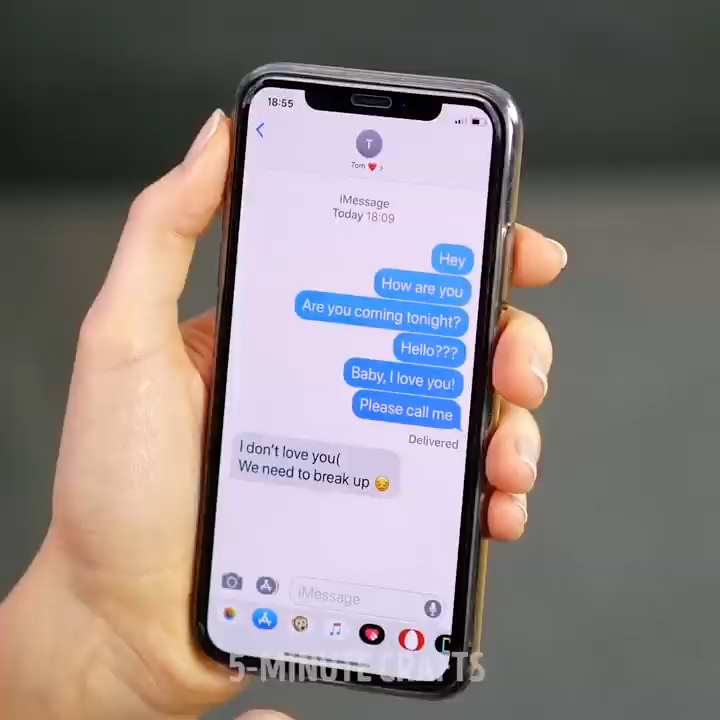 18:55
T
Tom ❤️ >
iMessage
Today 18:09
Hey
How are you
Are you coming tonight?
Hello???
Baby, I love you!
Please call me
Delivered
I don't love you(
We need to break up 😔
iMessage
5-MINUTE CRAFTS